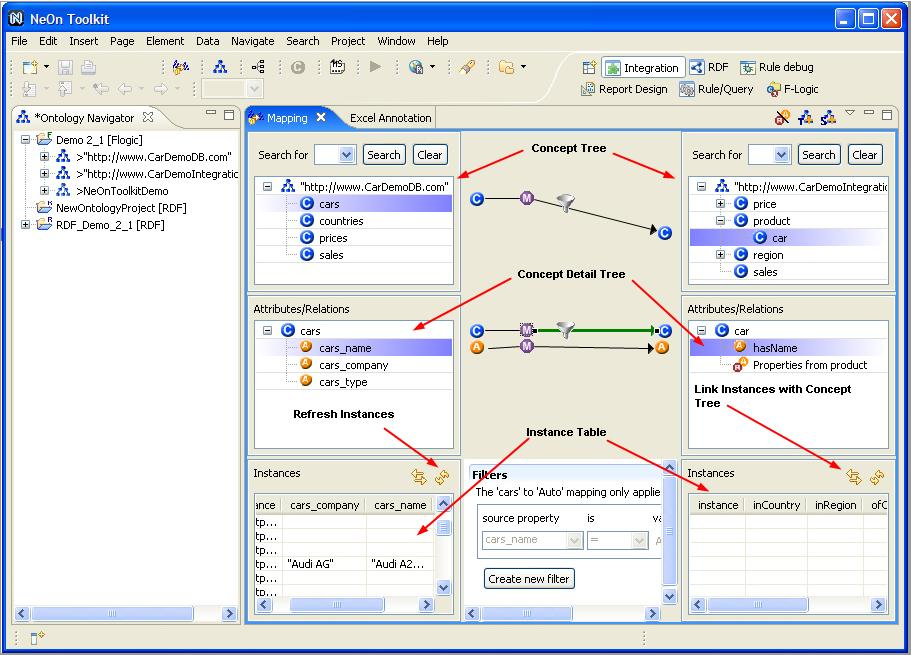 NeOn Toolkit
File Edit Insert Page Element Data Navigate Search Project Window Help
Integration RDF Rule debug
Report Design Rule/Query F-Logic
*Ontology Navigator
Demo 2_1 [Flogic]
>"http://www.CarDemoDB.com"
>"http://www.CarDemoIntegratio
>NeOnToolkitDemo
NewOntologyProject [RDF]
RDF_Demo_2_1 [RDF]
Mapping Excel Annotation
Search for Search Clear
"http://www.CarDemoDB.com"
cars
countries
prices
sales
Concept Tree
Search for Search Clear
"http://www.CarDemoIntegratio
price
product
car
region
sales
Attributes/Relations
cars
cars_name
cars_company
cars_type
Refresh Instances
Concept Detail Tree
Attributes/Relations
car
hasName
Properties from product
Link Instances with Concept
Tree
Instance Table
Instances
ance cars_company cars_name
tp...
tp...
tp...
tp... "Audi AG" "Audi A2...
tp...
tp...
Filters
The 'cars' to 'Auto' mapping only applie
source property is va
cars_name =
Create new filter
Instances
instance inCountry inRegion ofC